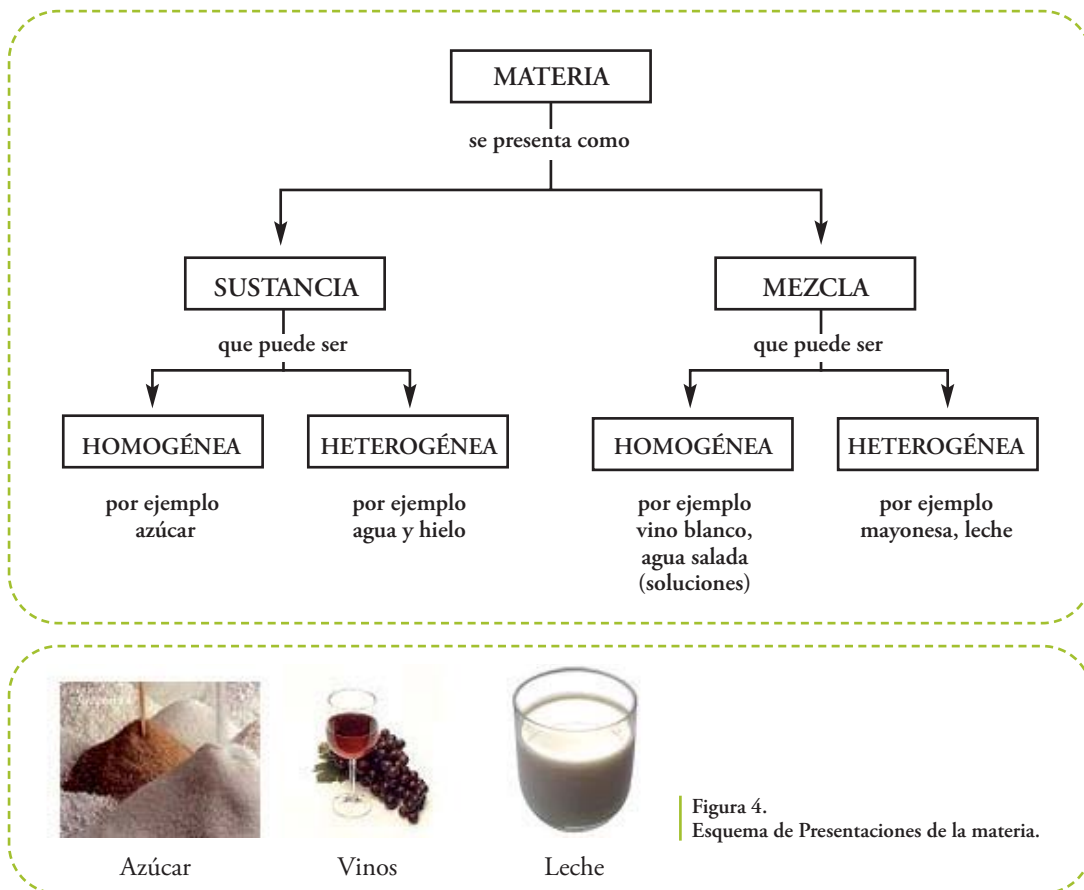 MATERIA
se presenta como
SUSTANCIA
MEZCLA
que puede ser
que puede ser
HOMOGÉNEA
HETEROGÉNEA
HOMOGÉNEA
HETEROGÉNEA
por ejemplo
azúcar
por ejemplo
agua y hielo
por ejemplo
vino blanco,
agua salada
(soluciones)
por ejemplo
mayonesa, leche
Figura 4.
Esquema de Presentaciones de la materia.
Azúcar
Vinos
Leche